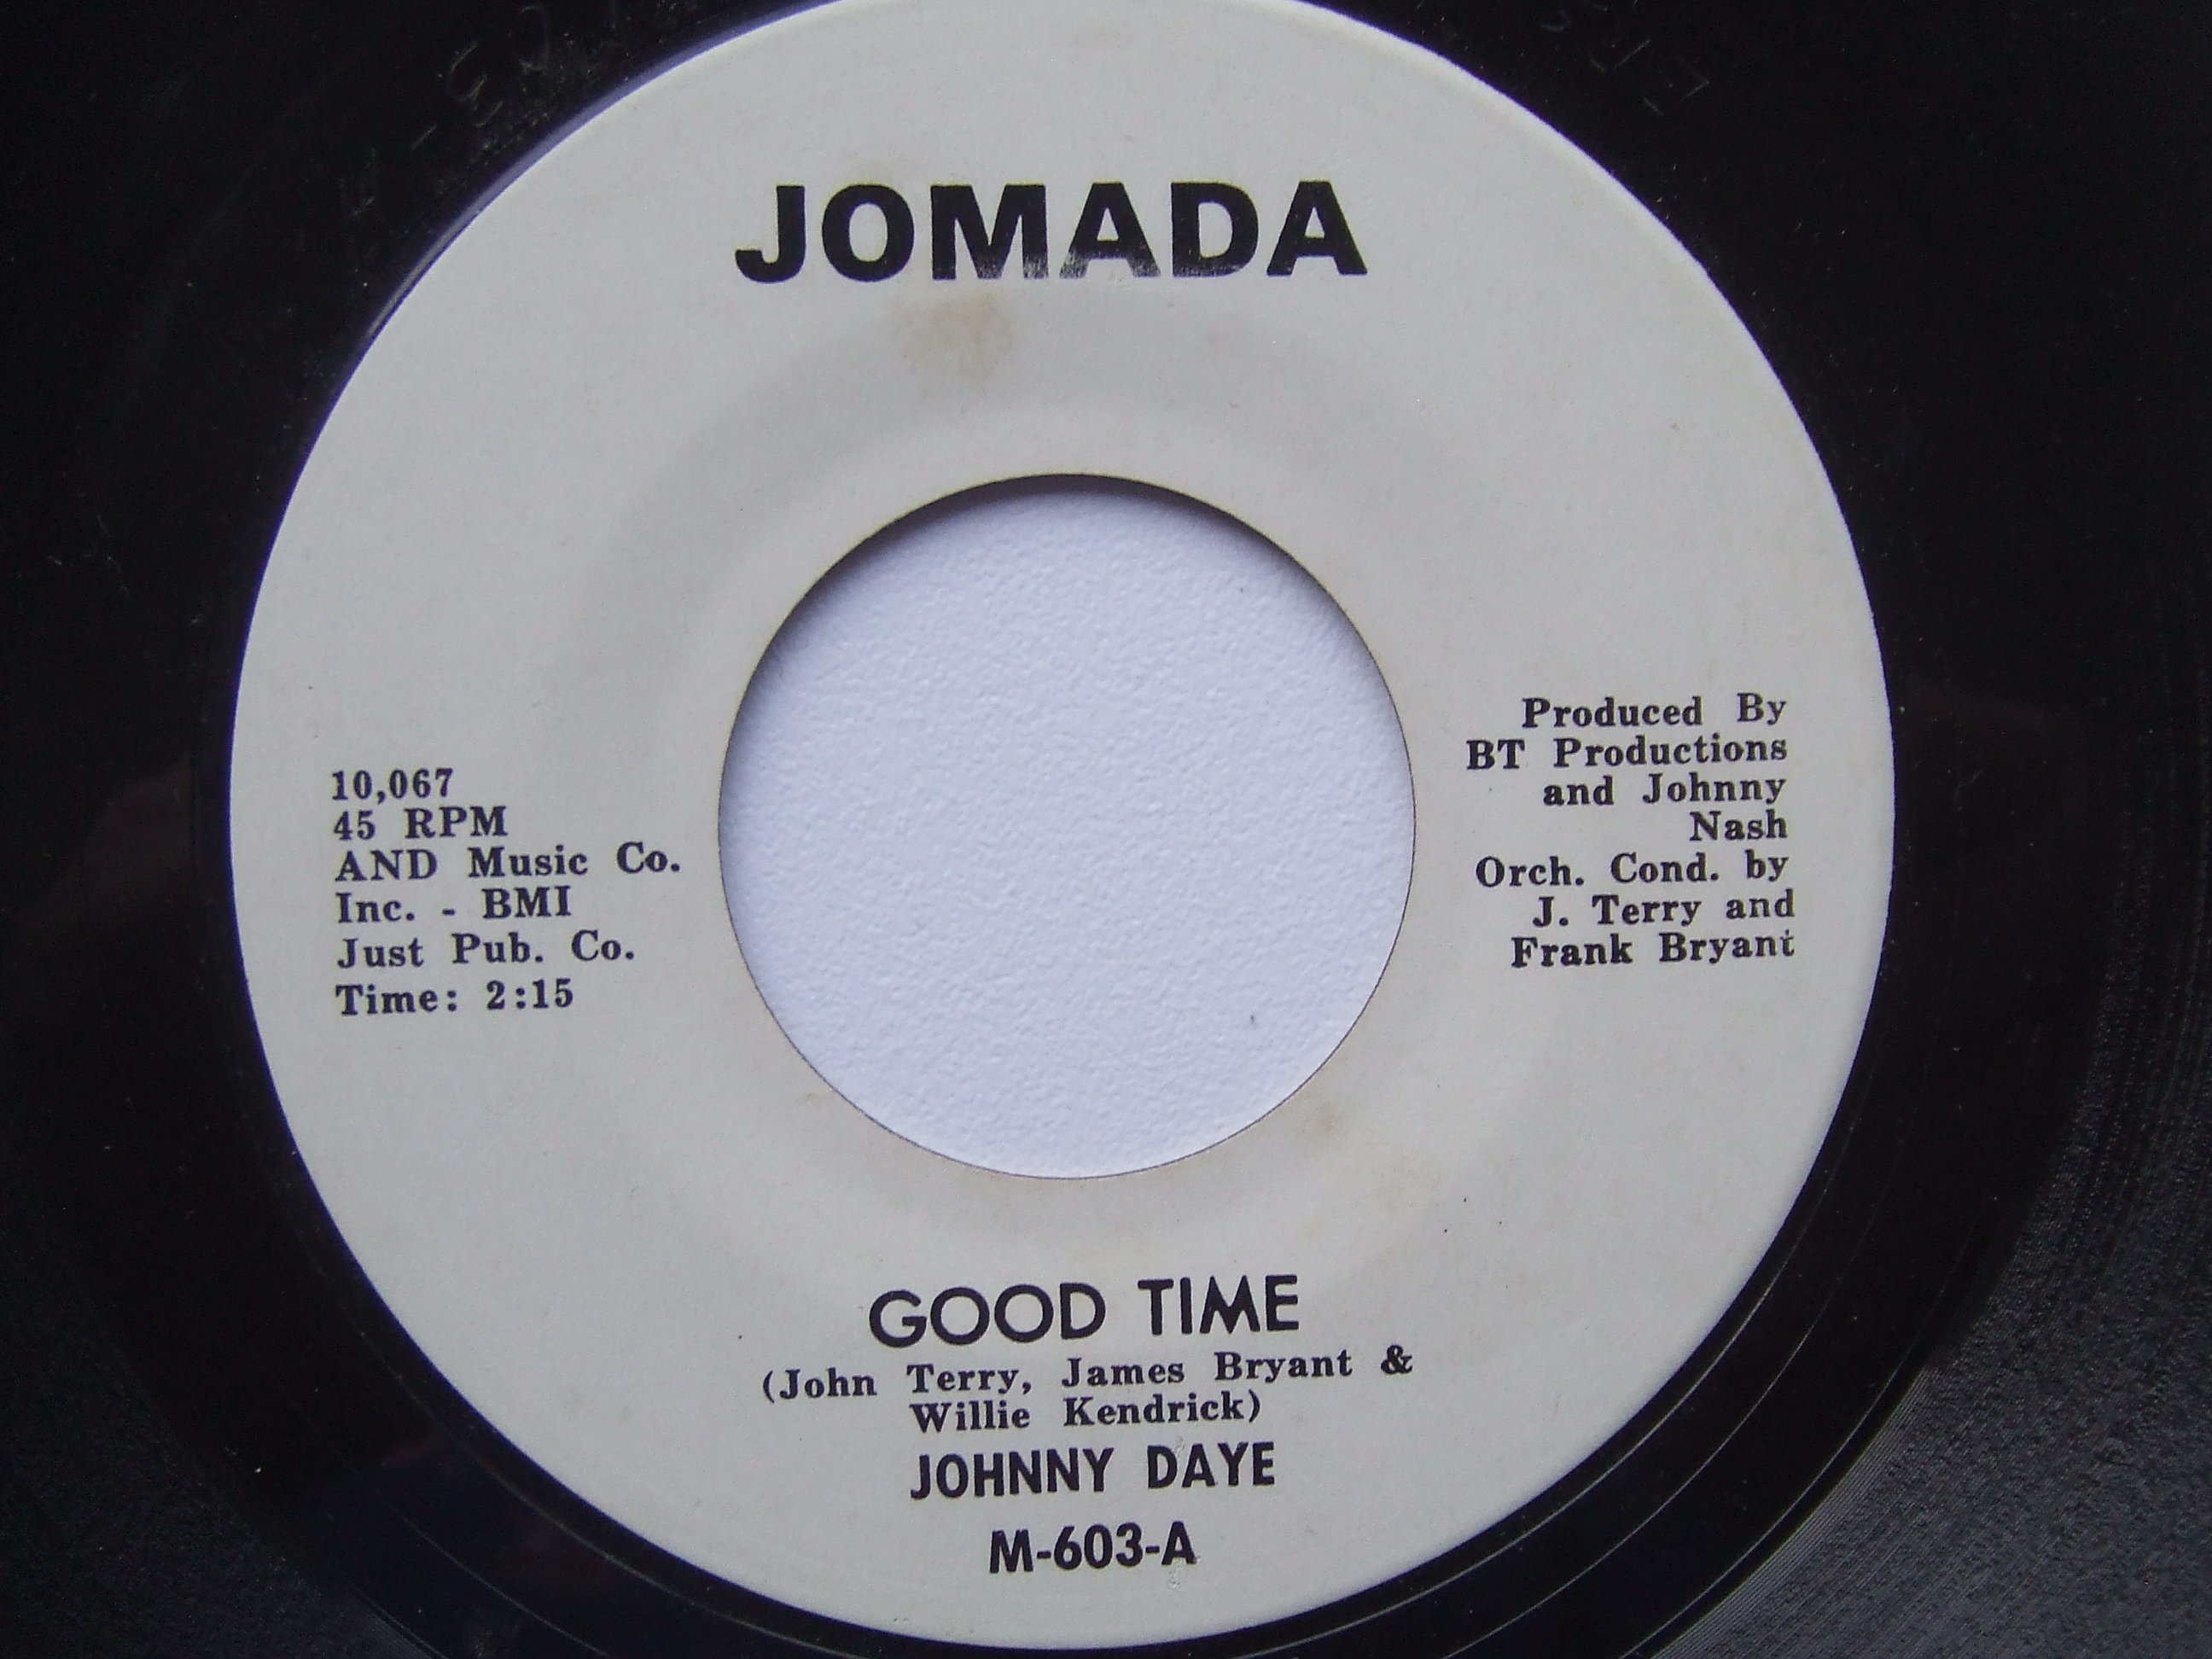 JOMADA
10,067
45 RPM
AND Music Co.
Inc. - BMI
Just Pub. Co.
Time: 2:15
Produced By
BT Productions
and Johnny
Nash
Orch. Cond. by
J. Terry and
Frank Bryant
GOOD TIME
(John Terry, James Bryant &
Willie Kendrick)
JOHNNY DAYE
M-603-A